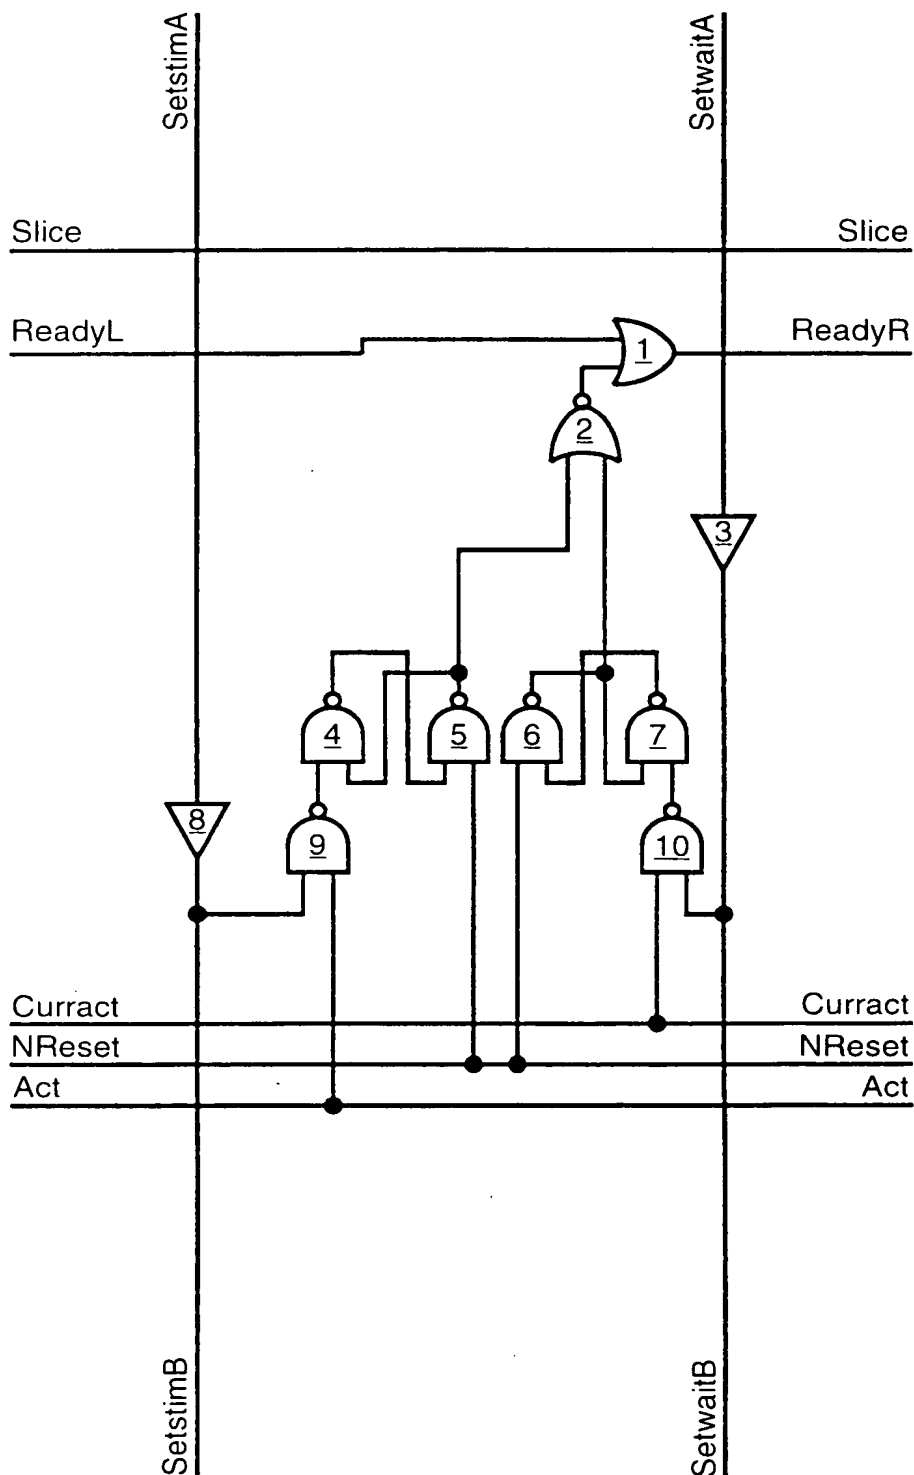 SetstimA
SetwaitA
Slice
Slice
ReadyL
ReadyR
1
2
3
4
5
6
7
8
9
10
Curract
Curract
NReset
NReset
Act
Act
SetstimB
SetwaitB